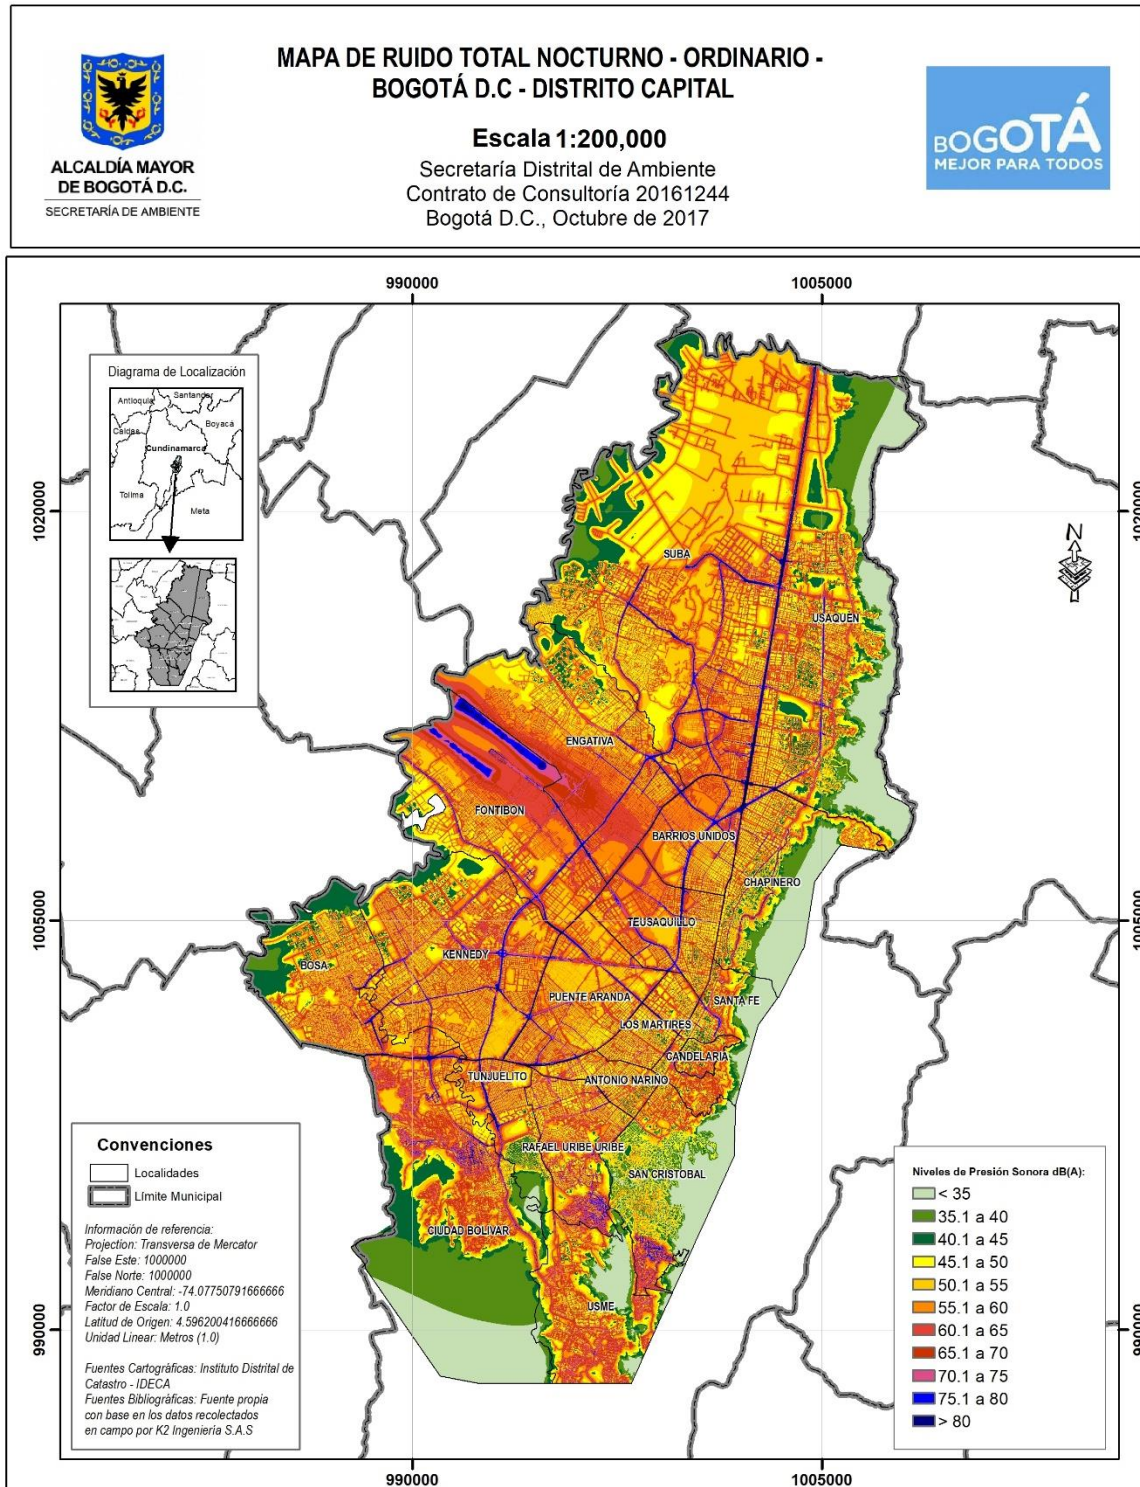 MAPA DE RUIDO TOTAL NOCTURNO - ORDINARIO -
BOGOTÁ D.C - DISTRITO CAPITAL
Escala 1:200,000
Secretaría Distrital de Ambiente
Contrato de Consultoría 20161244
Bogotá D.C., Octubre de 2017
ALCALDÍA MAYOR
DE BOGOTÁ D.C.
SECRETARÍA DE AMBIENTE
BOGOTÁ
MEJOR PARA TODOS
990000
1005000
Diagrama de Localización
Antioquia
Santander
Caldas
Boyacá
Cundinamarca
Tolima
Meta
1020000
1020000
N
SUBA
USAQUEN
ENGATIVA
FONTIBON
BARRIOS UNIDOS
CHAPINERO
1005000
1005000
TEUSAQUILLO
KENNEDY
BOSA
PUENTE ARANDA
SANTA FE
LOS MARTIRES
CANDELARIA
TUNJUELITO
ANTONIO NARIÑO
RAFAEL URIBE URIBE
SAN CRISTOBAL
CIUDAD BOLIVAR
USME
990000
990000
Convenciones
Localidades
Límite Municipal
Información de referencia:
Projection: Transversa de Mercator
False Este: 1000000
False Norte: 1000000
Meridiano Central: -74.07750791666666
Factor de Escala: 1.0
Latitud de Origen: 4.596200416666666
Unidad Linear: Metros (1.0)
Fuentes Cartográficas: Instituto Distrital de
Catastro - IDECA
Fuentes Bibliográficas: Fuente propia
con base en los datos recolectados
en campo por K2 Ingeniería S.A.S
Niveles de Presión Sonora dB(A):
< 35
35.1 a 40
40.1 a 45
45.1 a 50
50.1 a 55
55.1 a 60
60.1 a 65
65.1 a 70
70.1 a 75
75.1 a 80
> 80
990000
1005000